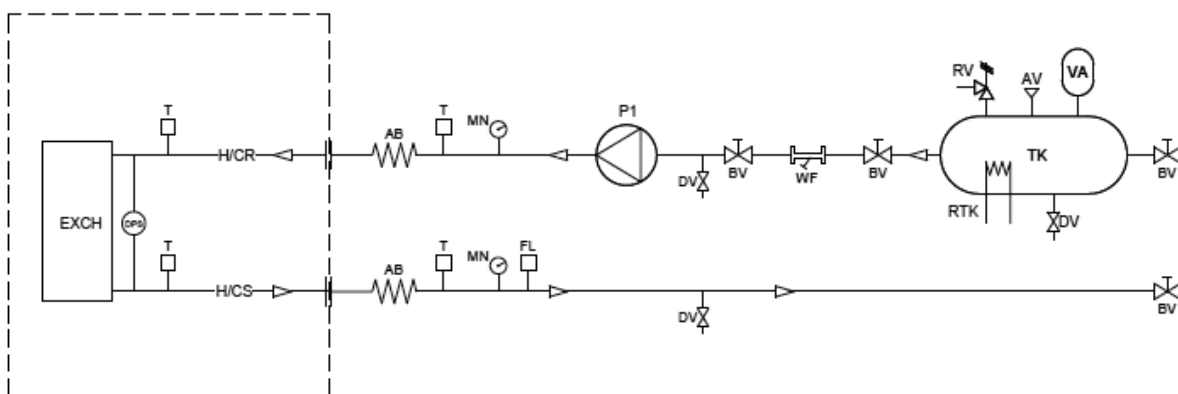 RV AV VA
P1
T AB T MN
H/CR
DV BV WF BV TK BV
EXCH DPS RTK DV
T AB T MN FL
H/CS
DV BV